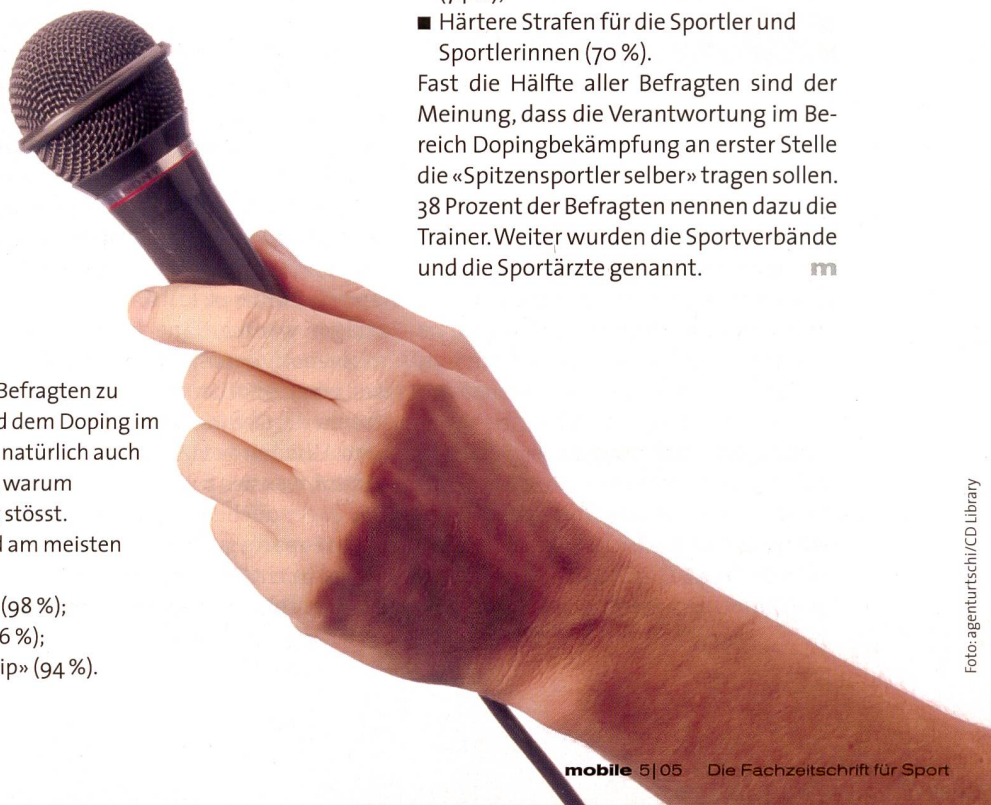 Befragten zu
d dem Doping im
natürlich auch
warum
stösst.
am meisten
(98 %);
6 %);
ip» (94 %).
■ Härtere Strafen für die Sportler und
Sportlerinnen (70 %).
Fast die Hälfte aller Befragten sind der
Meinung, dass die Verantwortung im Be-
reich Dopingbekämpfung an erster Stelle
die «Spitzensportler selber» tragen sollen.
38 Prozent der Befragten nennen dazu die
Trainer. Weiter wurden die Sportverbände
und die Sportärzte genannt. m
Foto: agenturtschi/CD Library
mobile 5|05 Die Fachzeitschrift für Sport